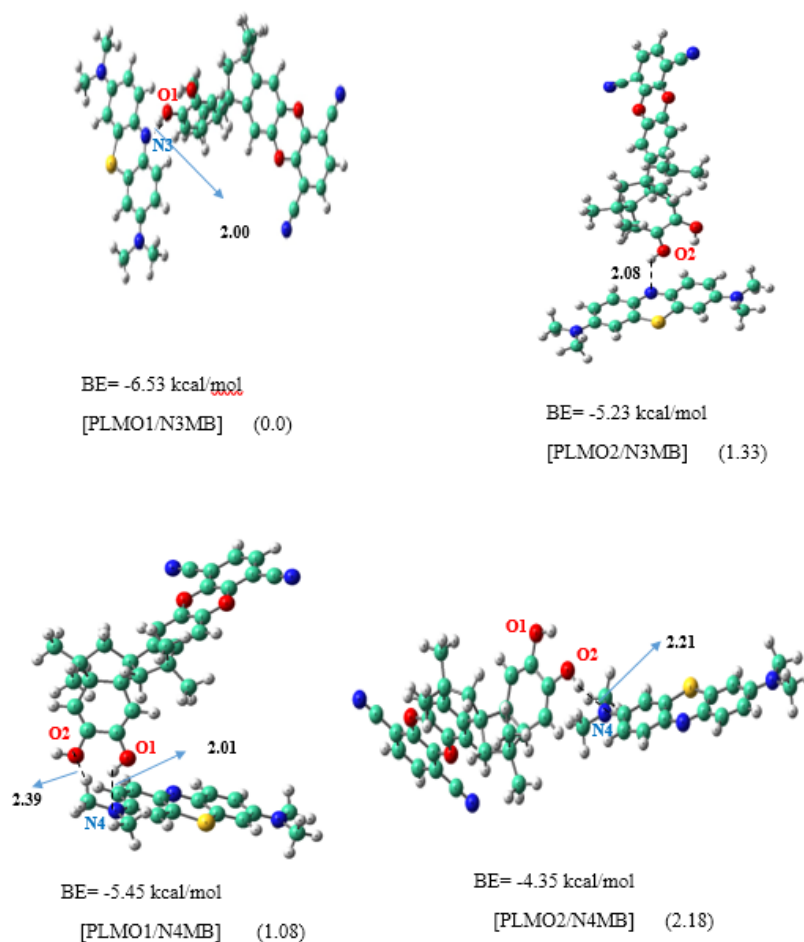 O1
N3
2.00
BE= -6.53 kcal/mol
[PLMO1/N3MB] (0.0)
O2
2.08
BE= -5.23 kcal/mol
[PLMO2/N3MB] (1.33)
O2
O1
2.01
2.39
N4
BE= -5.45 kcal/mol
[PLMO1/N4MB] (1.08)
O1
O2
2.21
N4
BE= -4.35 kcal/mol
[PLMO2/N4MB] (2.18)